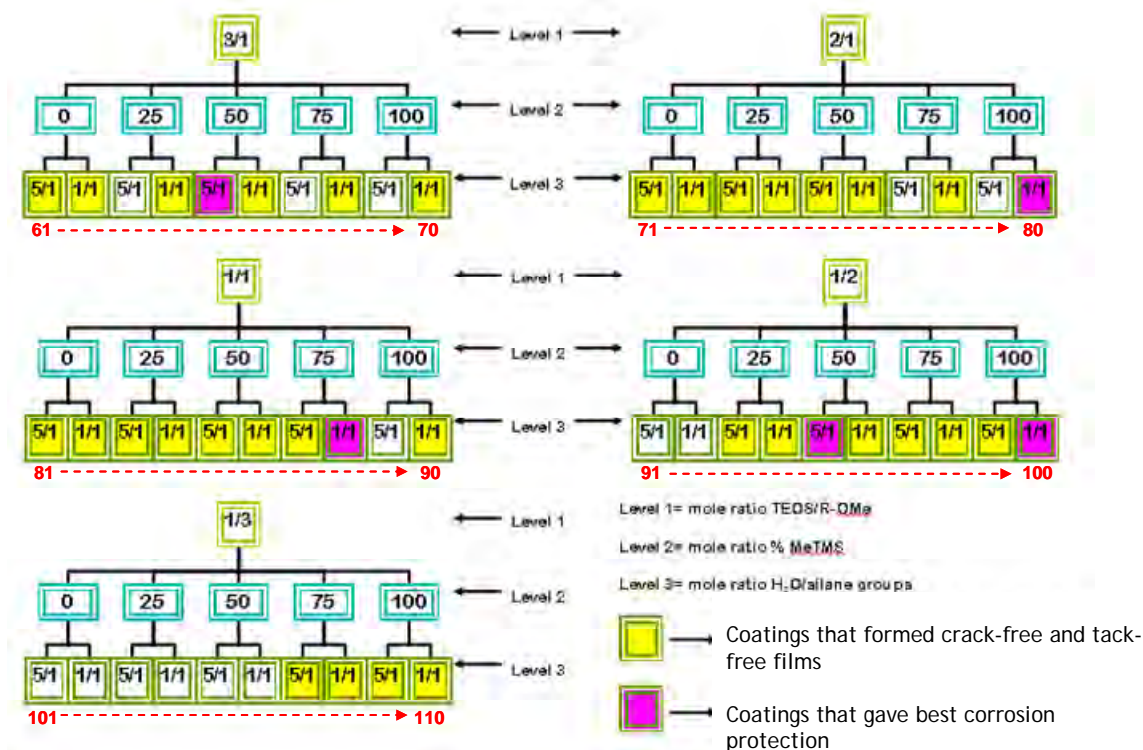 3/1 Level 1 2/1
0 25 50 75 100 Level 2 0 25 50 75 100
5/1 1/1 5/1 1/1 5/1 1/1 5/1 1/1 5/1 1/1 Level 3 5/1 1/1 5/1 1/1 5/1 1/1 5/1 1/1 5/1 1/1
61 70 71 80
1/1 Level 1 1/2
0 25 50 75 100 Level 2 0 25 50 75 100
5/1 1/1 5/1 1/1 5/1 1/1 5/1 1/1 5/1 1/1 Level 3 5/1 1/1 5/1 1/1 5/1 1/1 5/1 1/1 5/1 1/1
81 90 91 100
1/3 Level 1
0 25 50 75 100 Level 2
5/1 1/1 5/1 1/1 5/1 1/1 5/1 1/1 5/1 1/1 Level 3
101 110
Level 1= mole ratio TEOS/R-OMe
Level 2= mole ratio % MeTMS
Level 3= mole ratio H₂O/silane groups
Coatings that formed crack-free and tack-
free films
Coatings that gave best corrosion
protection